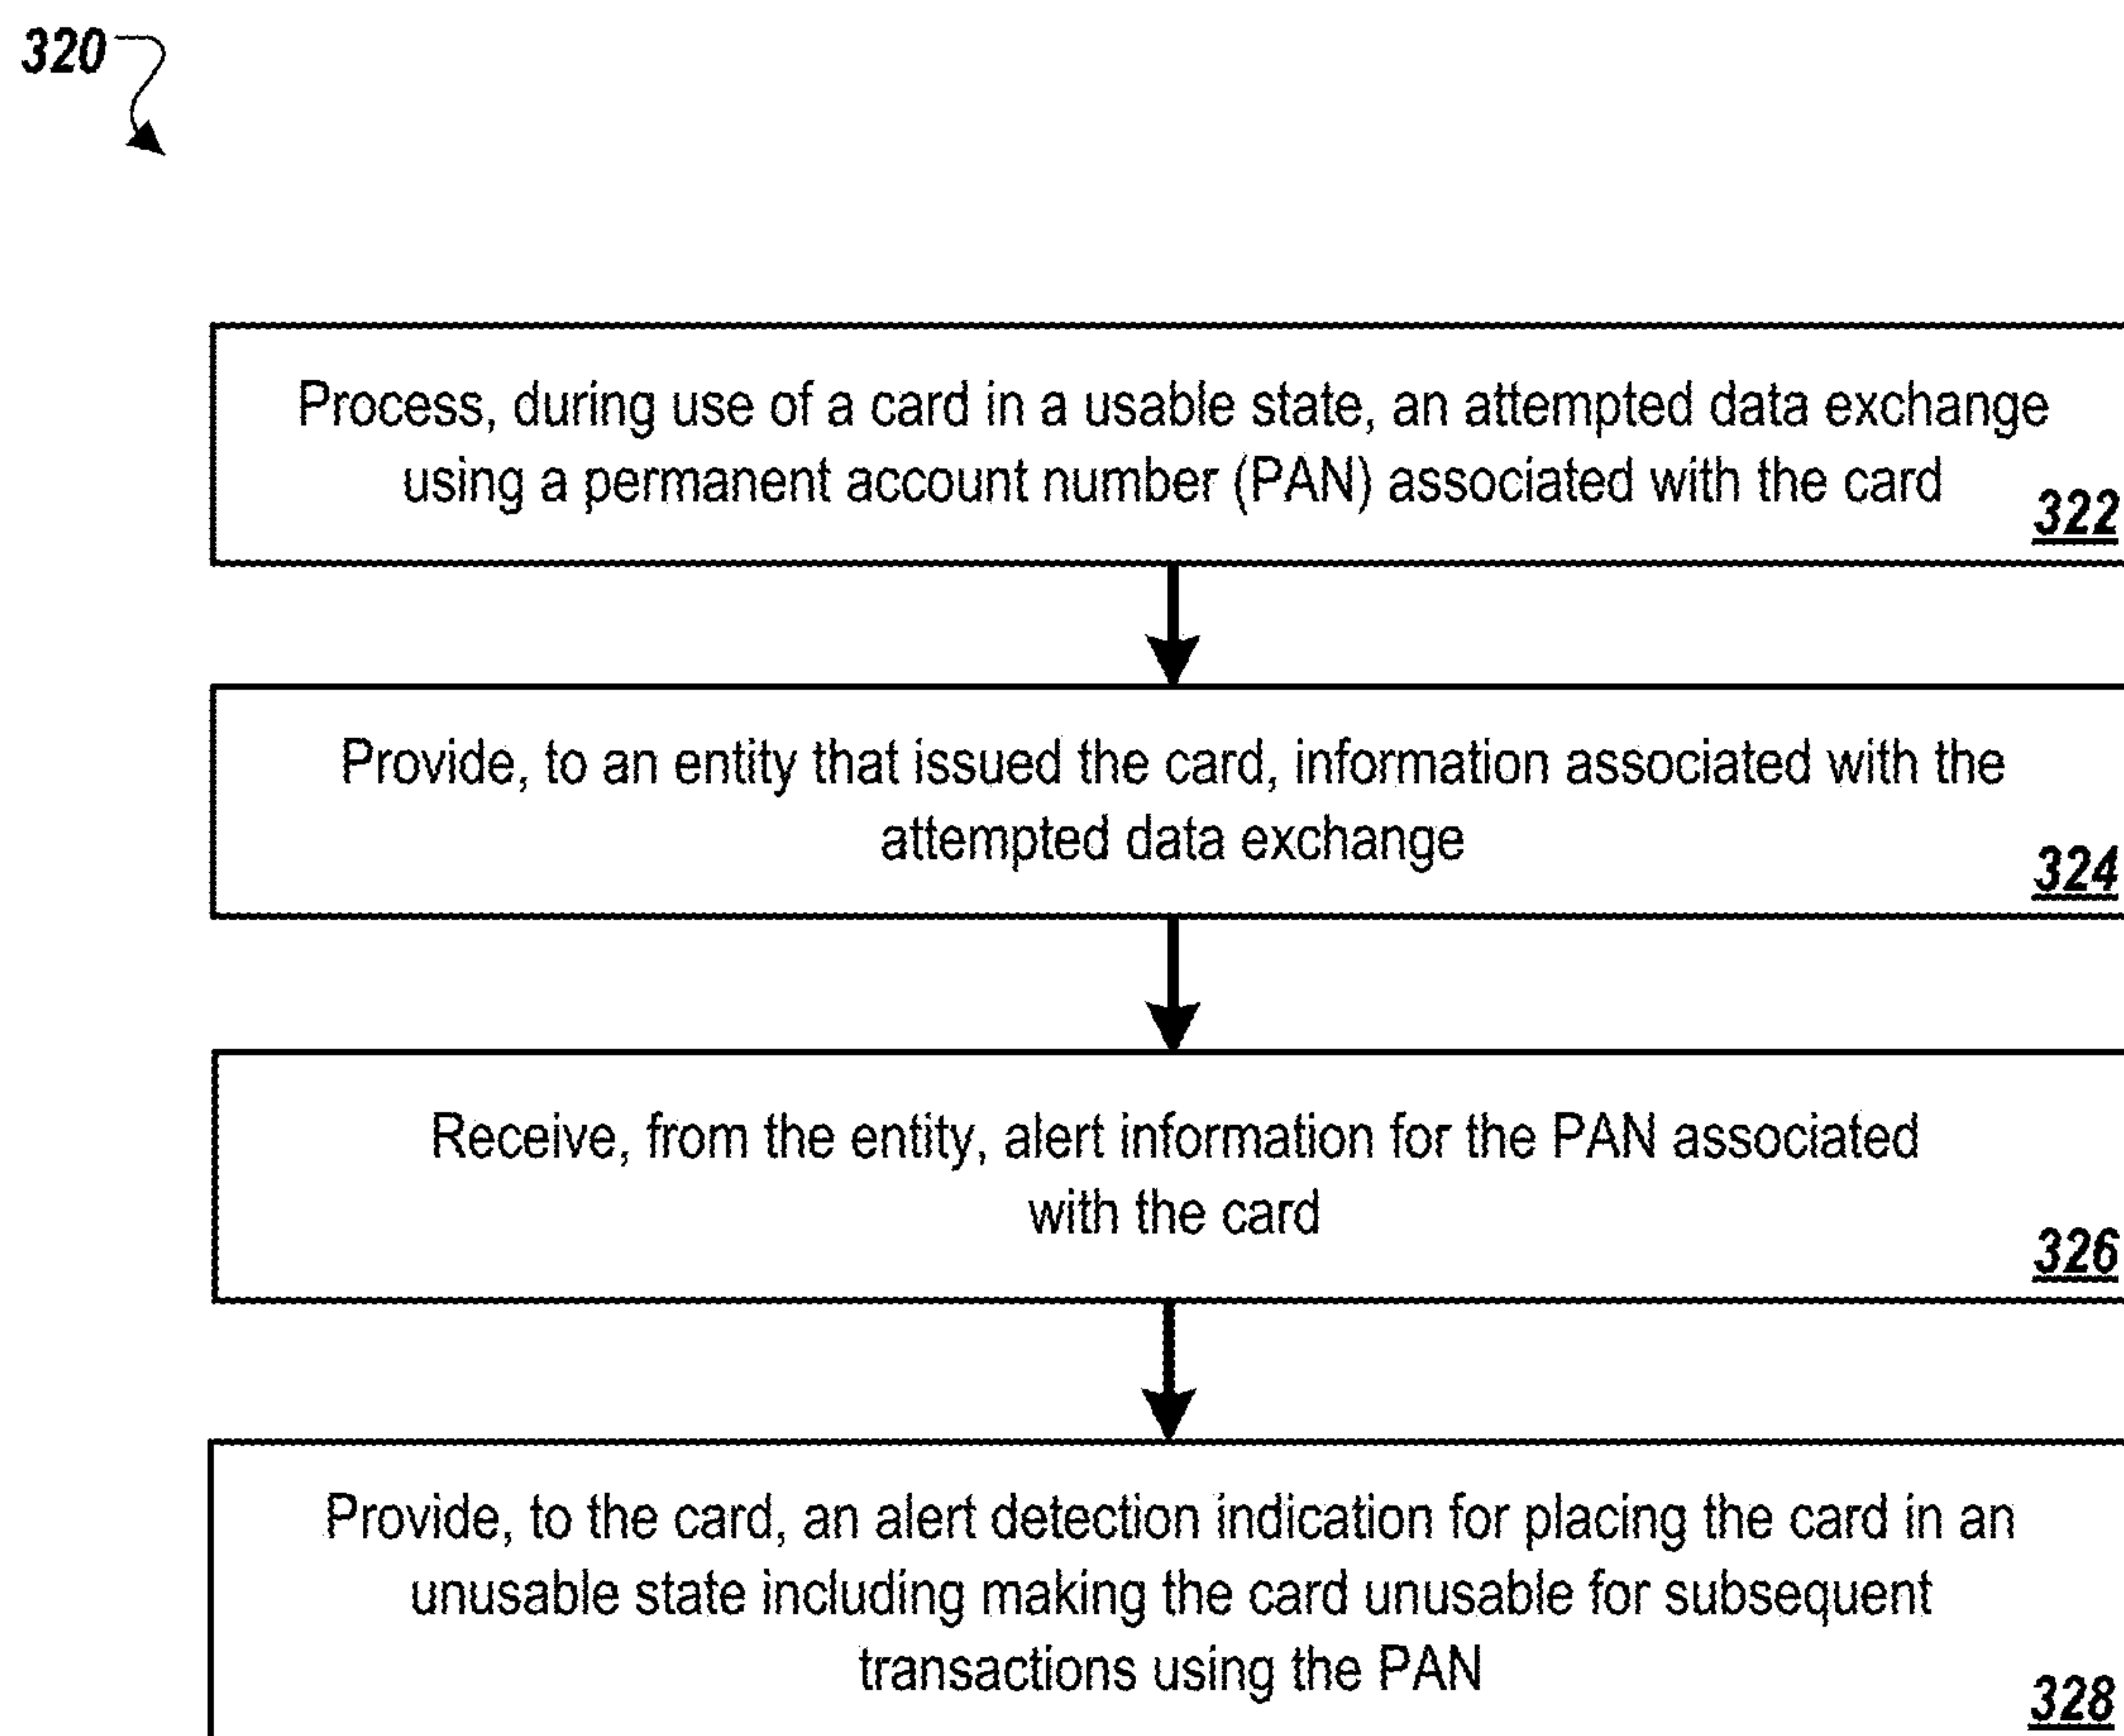 320
Process, during use of a card in a usable state, an attempted data exchange
using a permanent account number (PAN) associated with the card
322
Provide, to an entity that issued the card, information associated with the
attempted data exchange
324
Receive, from the entity, alert information for the PAN associated
with the card
326
Provide, to the card, an alert detection indication for placing the card in an
unusable state including making the card unusable for subsequent
transactions using the PAN
328